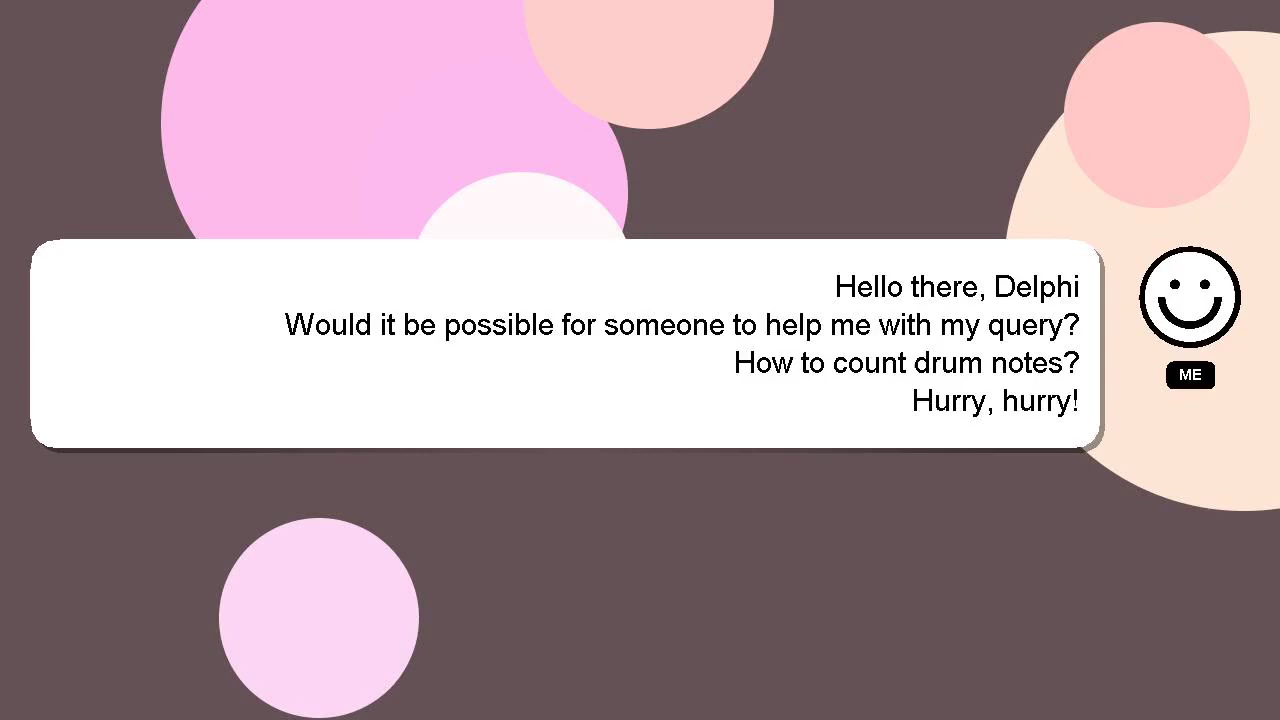 Hello there, Delphi
Would it be possible for someone to help me with my query?
How to count drum notes?
Hurry, hurry!
ME